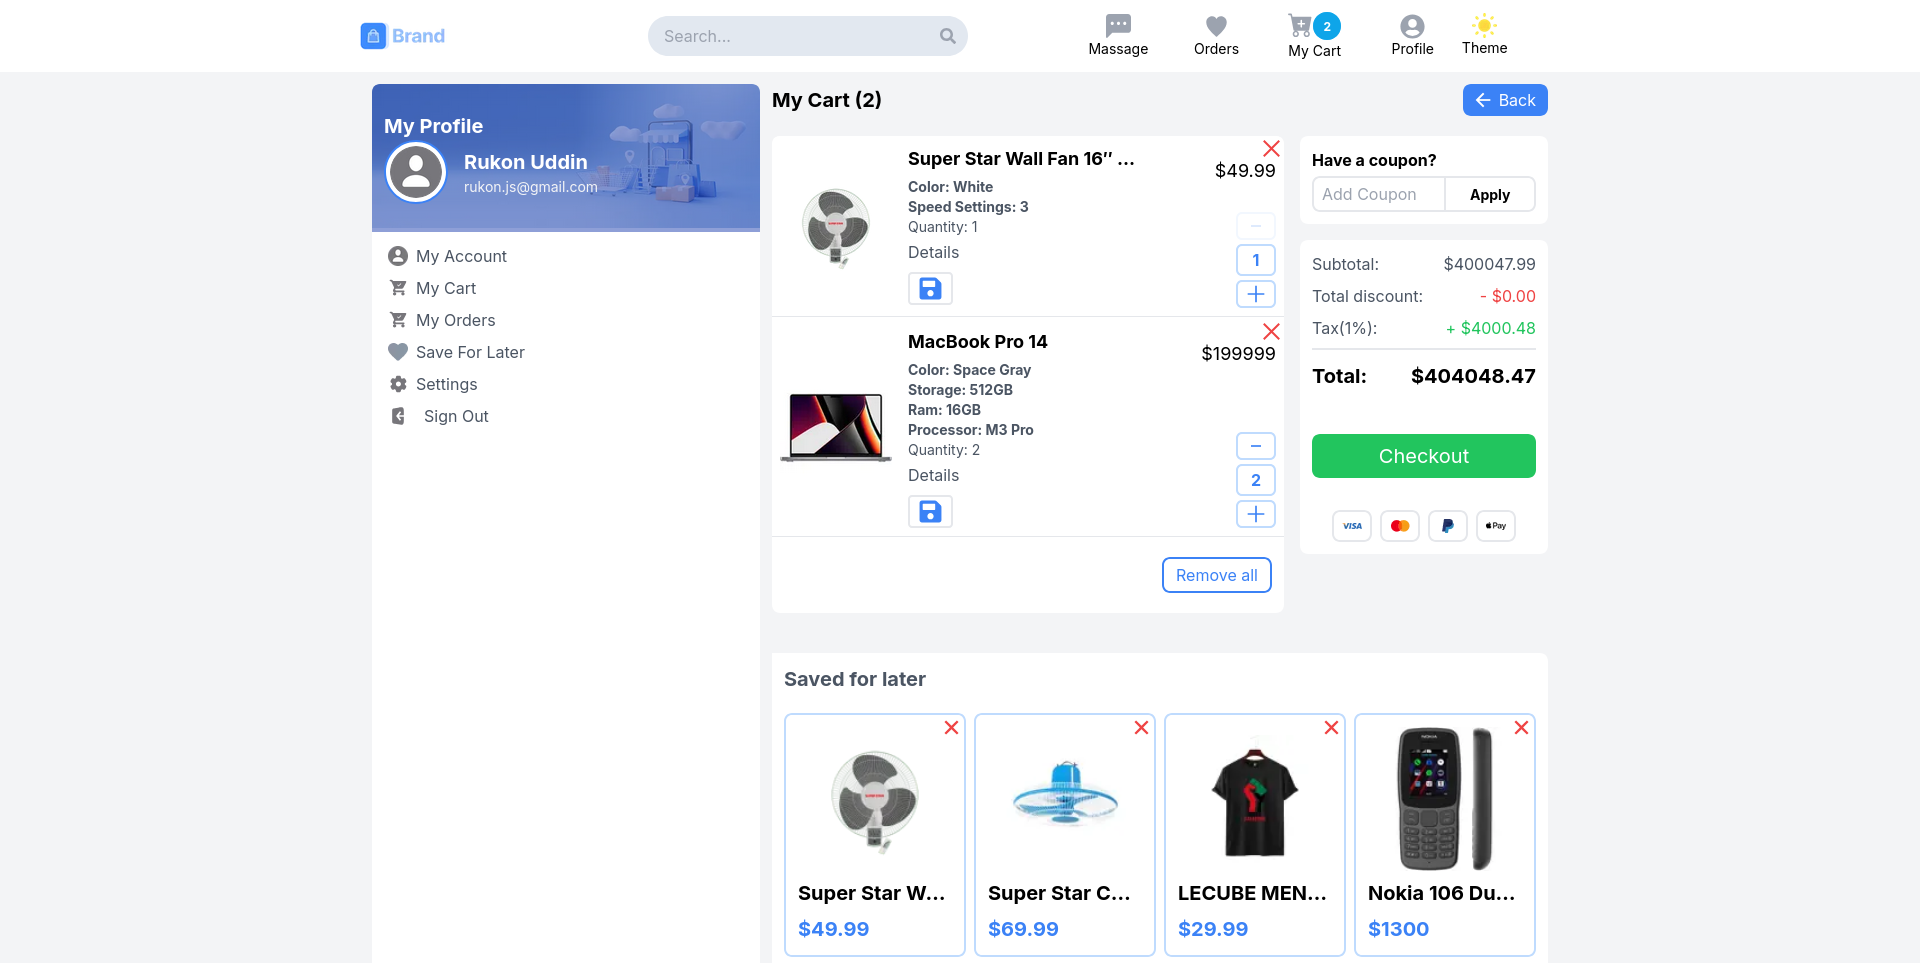 Brand
Search...
Massage
Orders
2
My Cart
Profile
Theme
My Profile
Rukon Uddin
rukon.js@gmail.com
My Account
My Cart
My Orders
Save For Later
Settings
Sign Out
My Cart (2)
Back
Super Star Wall Fan 16′′ ...
$49.99
Color: White
Speed Settings: 3
Quantity: 1
Details
1
MacBook Pro 14
$199999
Color: Space Gray
Storage: 512GB
Ram: 16GB
Processor: M3 Pro
Quantity: 2
Details
2
Remove all
Have a coupon?
Add Coupon
Apply
Subtotal: $400047.99
Total discount: - $0.00
Tax(1%): + $4000.48
Total: $404048.47
Checkout
VISA
Pay
Saved for later
NOKIA
Super Star W...
$49.99
Super Star C...
$69.99
LECUBE MEN...
$29.99
Nokia 106 Du...
$1300